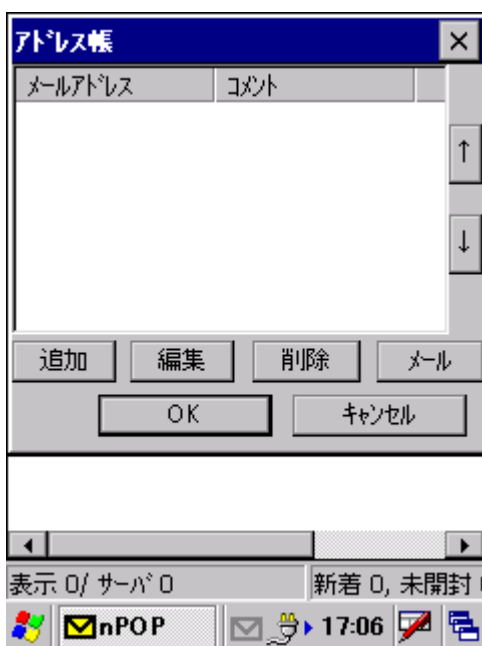 アドレス帳
メールアドレス コメント
↑
↓
追加 編集 削除 メール
OK キャンセル
表示 0/ サーバ 0 新着 0, 未開封
nPOP 17:06